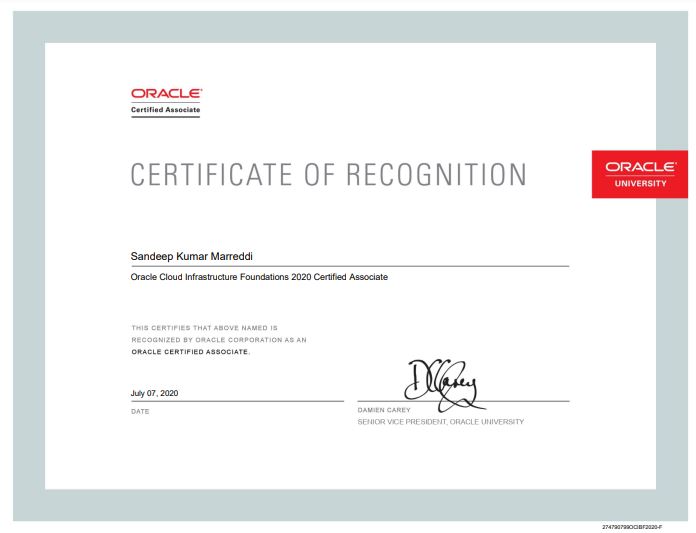 ORACLE
Certified Associate
CERTIFICATE OF RECOGNITION
ORACLE
UNIVERSITY
Sandeep Kumar Marreddi
Oracle Cloud Infrastructure Foundations 2020 Certified Associate
THIS CERTIFIES THAT ABOVE NAMED IS
RECOGNIZED BY ORACLE CORPORATION AS AN
ORACLE CERTIFIED ASSOCIATE.
DCarey
July 07, 2020
DATE
DAMIEN CAREY
SENIOR VICE PRESIDENT, ORACLE UNIVERSITY
274790799OCIBF2020-F